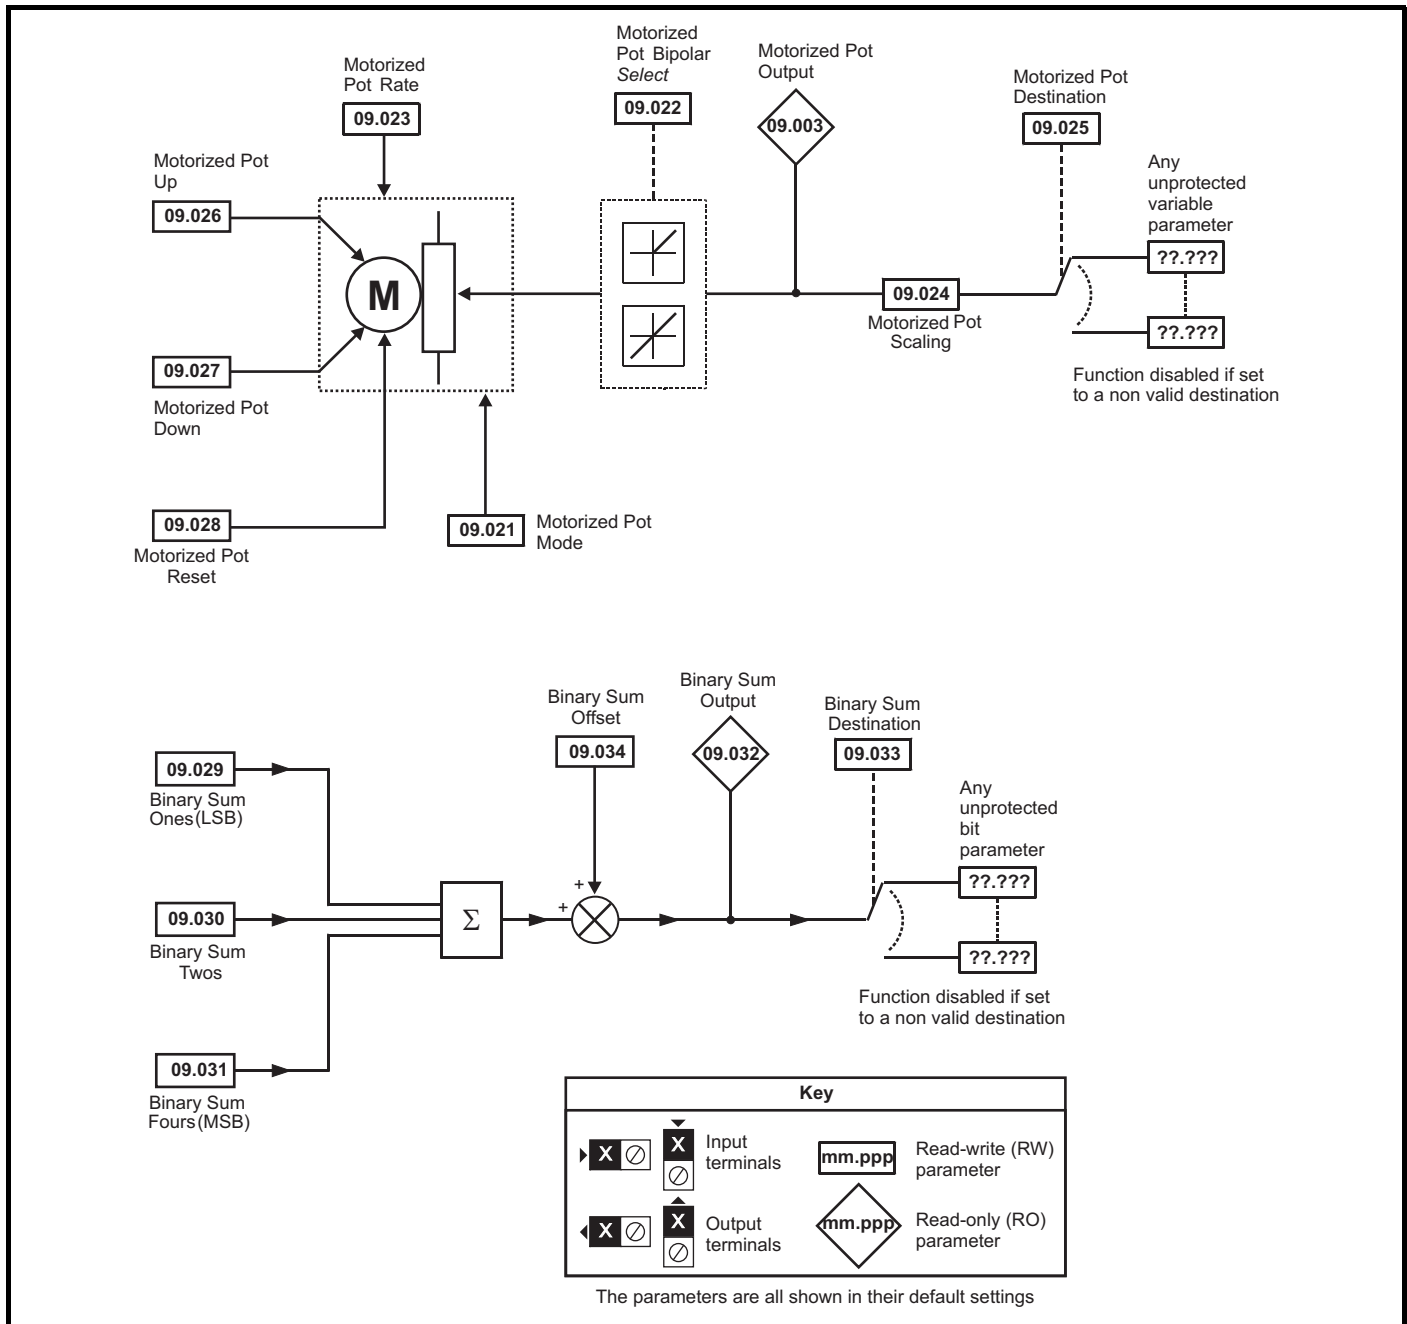 Motorized
Pot Rate
09.023
Motorized
Pot Bipolar
Select
09.022
Motorized Pot
Output
09.003
Motorized Pot
Destination
09.025
Any
unprotected
variable
parameter
??.???
??.???
Function disabled if set
to a non valid destination
Motorized Pot
Up
09.026
M
09.027
Motorized Pot
Down
09.024
Motorized Pot
Scaling
09.028
Motorized Pot
Reset
09.021
Motorized Pot
Mode
Binary Sum
Offset
09.034
Binary Sum
Output
09.032
Binary Sum
Destination
09.033
Any
unprotected
bit
parameter
??.???
??.???
Function disabled if set
to a non valid destination
09.029
Binary Sum
Ones(LSB)
09.030
Binary Sum
Twos
09.031
Binary Sum
Fours(MSB)
Σ
+
+
Key
X
X
Input
terminals
mm.ppp
Read-write (RW)
parameter
X
X
Output
terminals
mm.ppp
Read-only (RO)
parameter
The parameters are all shown in their default settings